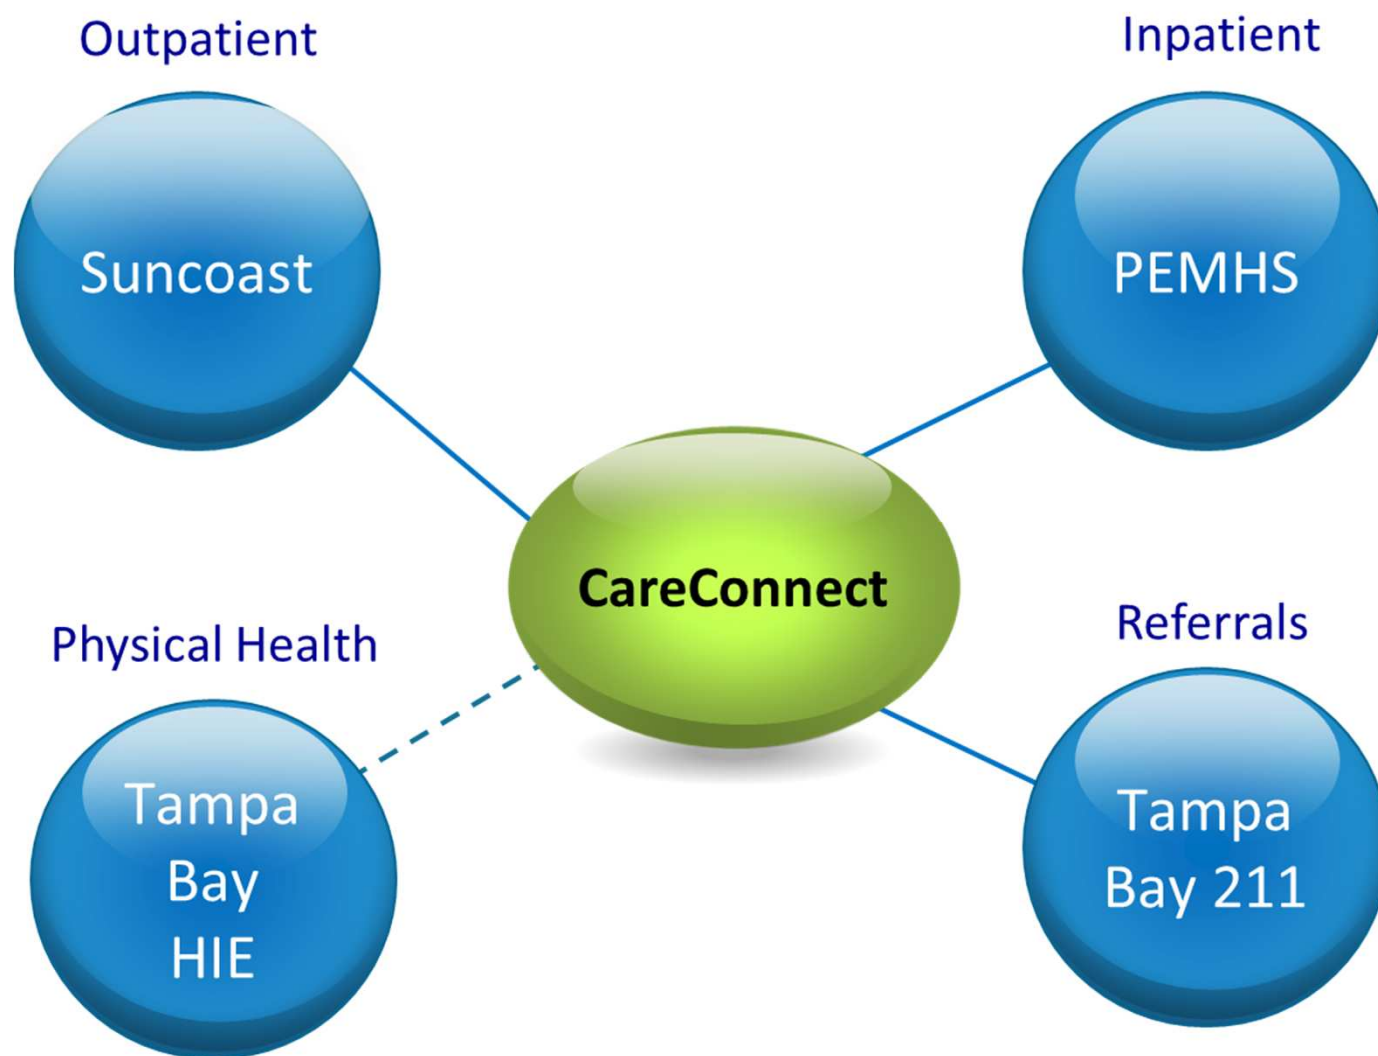 Outpatient
Inpatient
Suncoast
PEMHS
CareConnect
Physical Health
Referrals
Tampa
Bay
HIE
Tampa
Bay 211